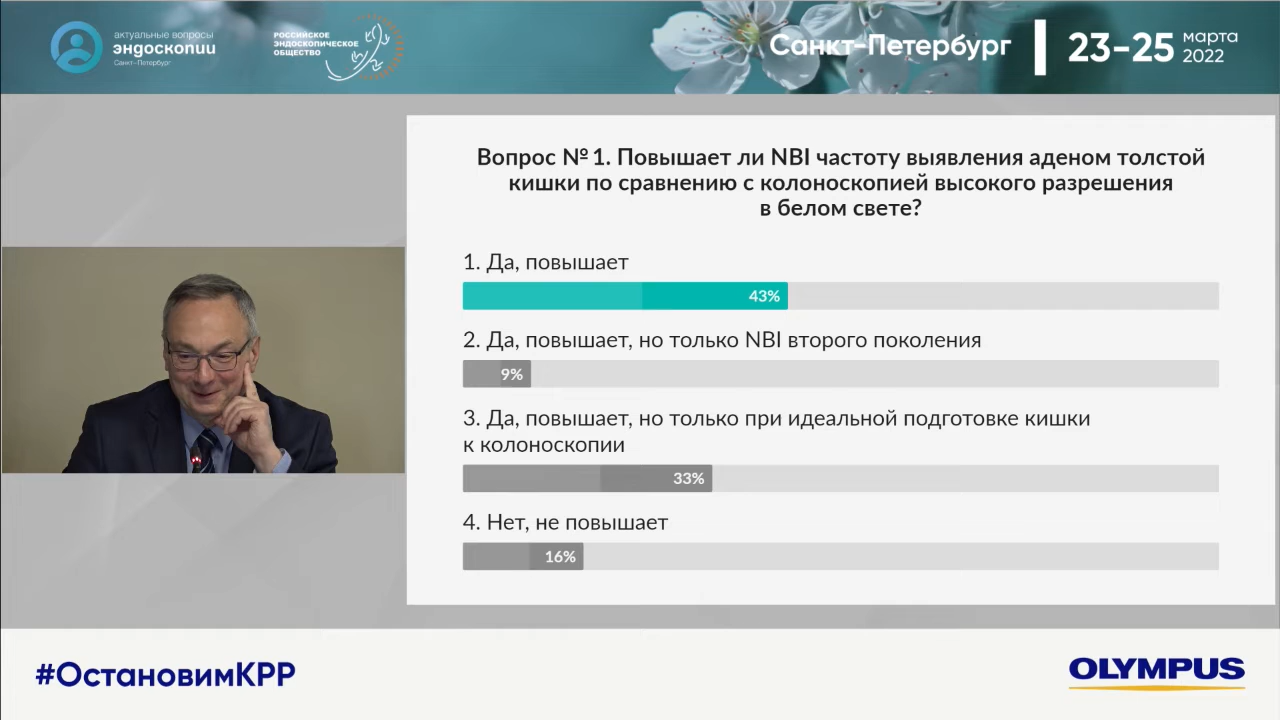 актуальные вопросы
эндоскопии
Санкт-Петербург
РОССИЙСКОЕ
ЭНДОСКОПИЧЕСКОЕ
ОБЩЕСТВО
Санкт-Петербург
23-25 марта
2022
Вопрос №1. Повышает ли NBI частоту выявления аденом толстой
кишки по сравнению с колоноскопией высокого разрешения
в белом свете?
1. Да, повышает
43%
2. Да, повышает, но только NBI второго поколения
9%
3. Да, повышает, но только при идеальной подготовке кишки
к колоноскопии
33%
4. Нет, не повышает
16%
#ОстановимКРР
OLYMPUS